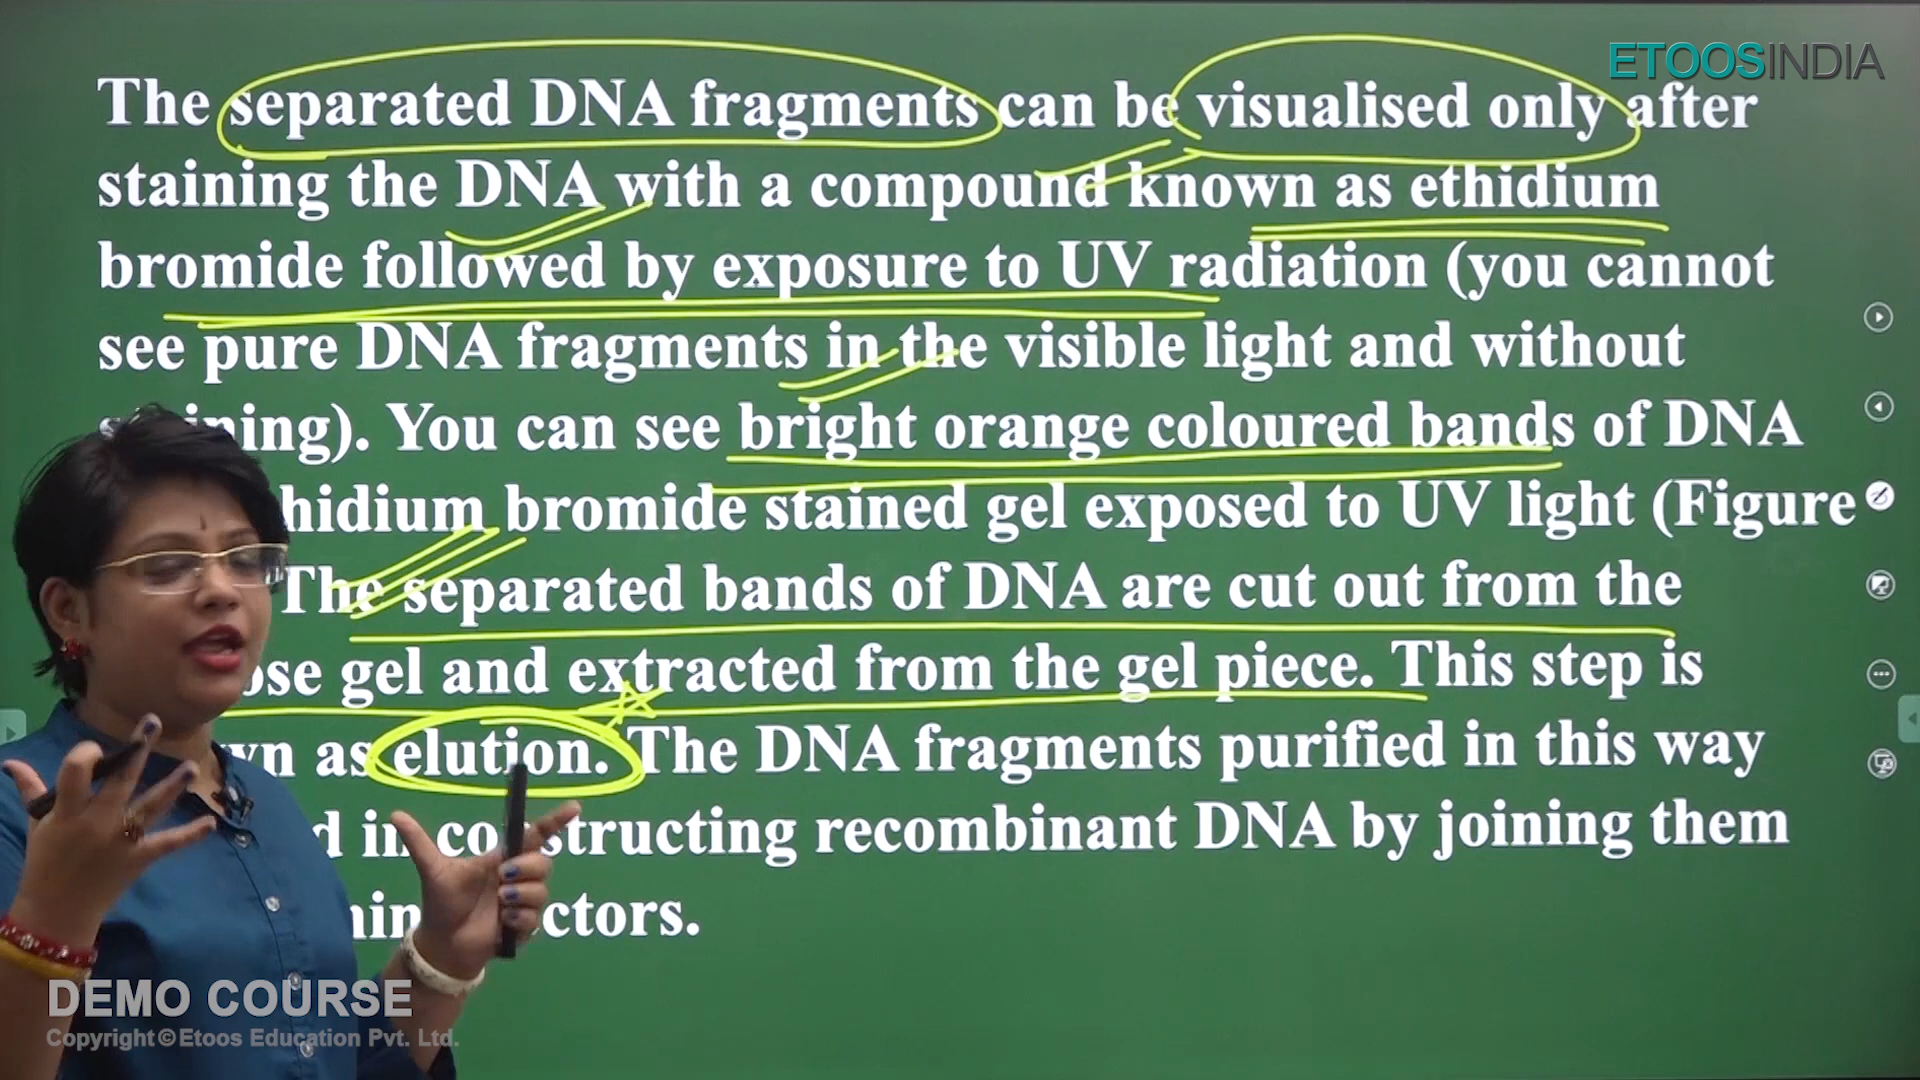 ETOOSINDIA
The separated DNA fragments can be visualised only after
staining the DNA with a compound known as ethidium
bromide followed by exposure to UV radiation (you cannot
see pure DNA fragments in the visible light and without
staining). You can see bright orange coloured bands of DNA
bromide stained gel exposed to UV light (Figure
The separated bands of DNA are cut out from the
gel and extracted from the gel piece. This step is
as elution. The DNA fragments purified in this way
in constructing recombinant DNA by joining them
DEMO COURSE
Copyright©Etoos Education Pvt. Ltd.